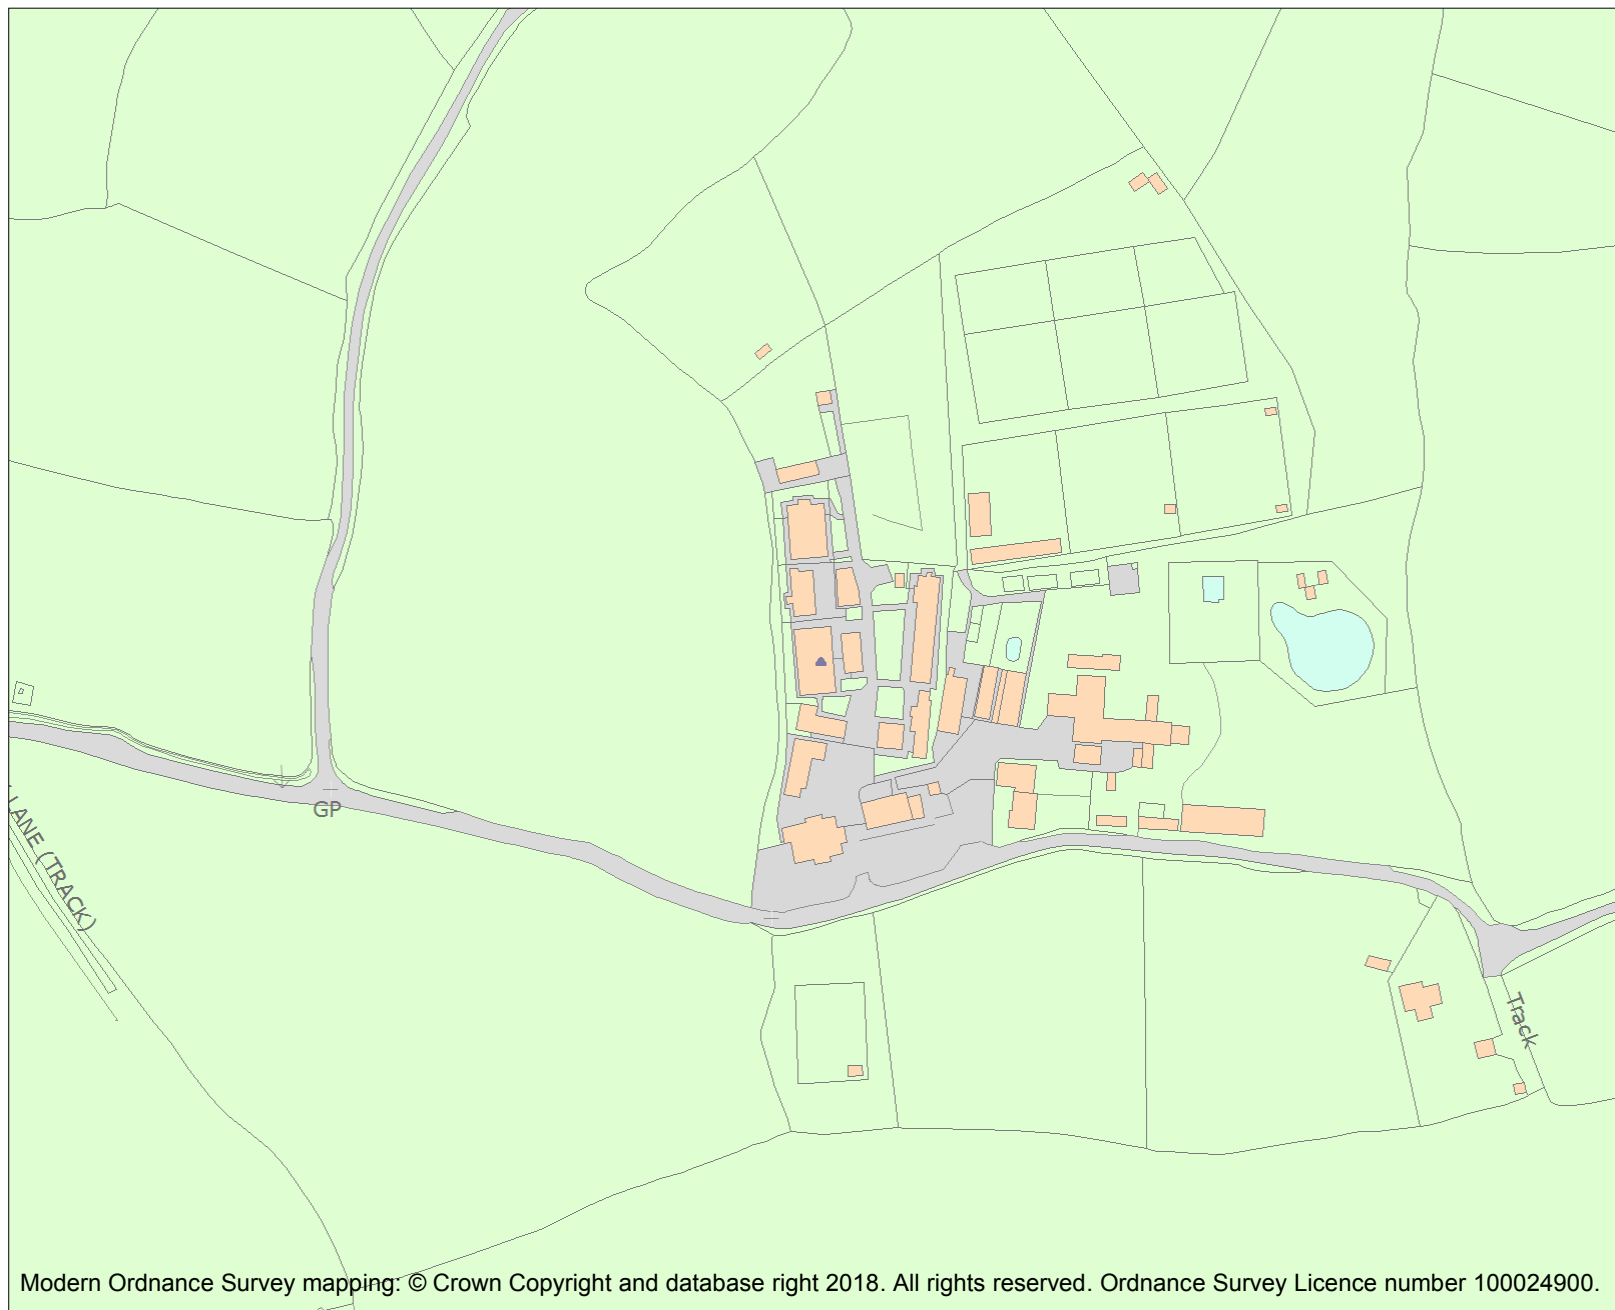 GP
LANE (TRACK)
Track
Modern Ordnance Survey mapping: © Crown Copyright and database right 2018. All rights reserved. Ordnance Survey Licence number 100024900.